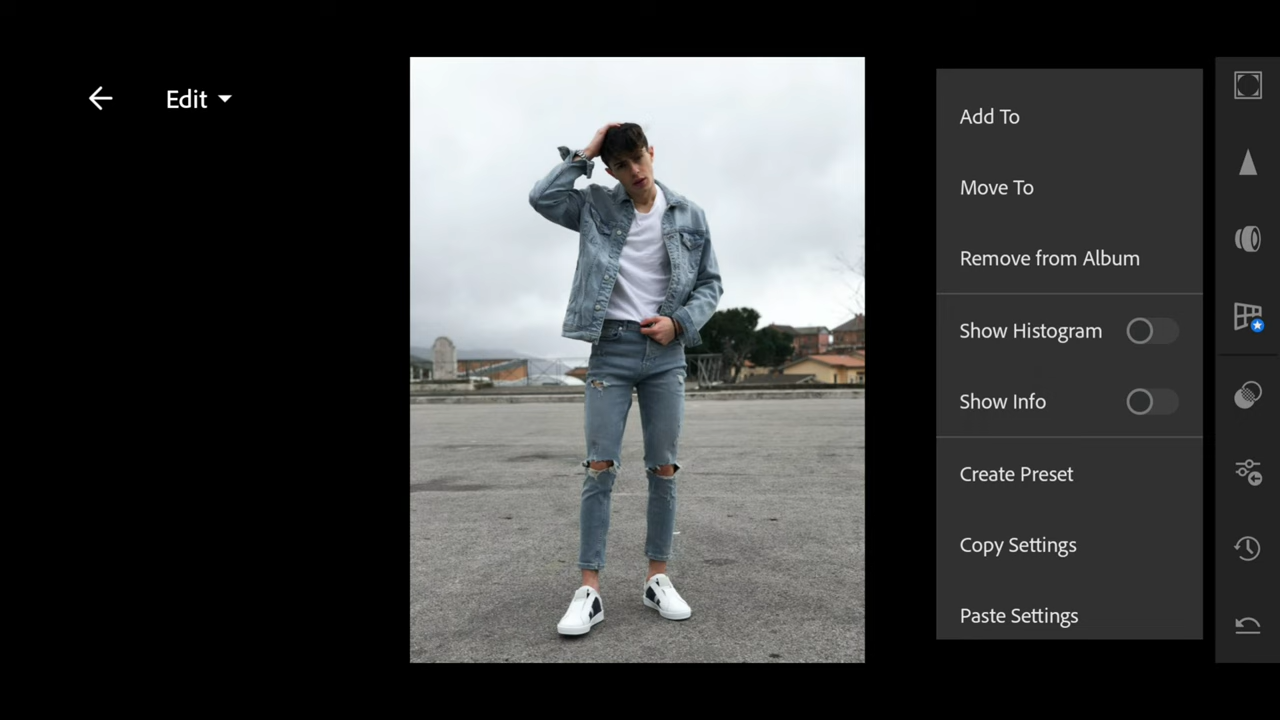 Edit
Add To
Move To
Remove from Album
Show Histogram
Show Info
Create Preset
Copy Settings
Paste Settings